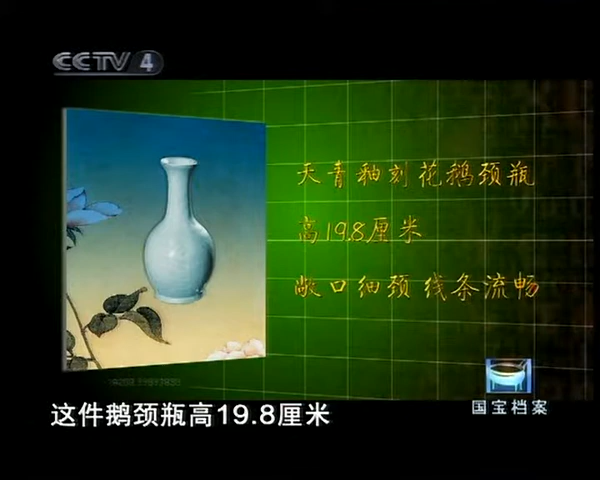 CCTV 4
天青釉刻花鹅颈瓶
高19.8厘米
敞口细颈 线条流畅
国宝档案
这件鹅颈瓶高19.8厘米